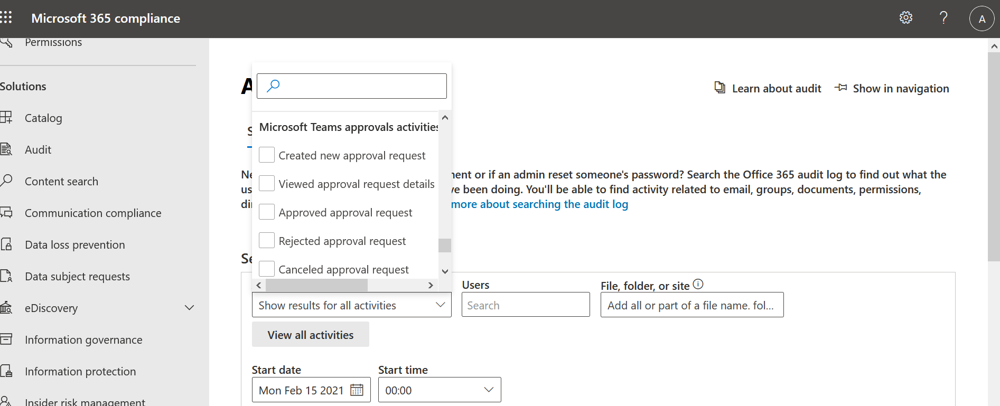 Microsoft 365 compliance
A
Permissions
Solutions
Catalog
Audit
Content search
Communication compliance
Data loss prevention
Data subject requests
eDiscovery
Information governance
Information protection
Insider risk management
A
Learn about audit
Show in navigation
S
Microsoft Teams approvals activities
Created new approval request
Viewed approval request details
Approved approval request
Rejected approval request
Canceled approval request
Ne ent or if an admin reset someone's password? Search the Office 365 audit log to find out what the
us ve been doing. You'll be able to find activity related to email, groups, documents, permissions,
di more about searching the audit log
Se
Show results for all activities
View all activities
Users
Search
File, folder, or site
Add all or part of a file name. fol...
Start date
Mon Feb 15 2021
Start time
00:00